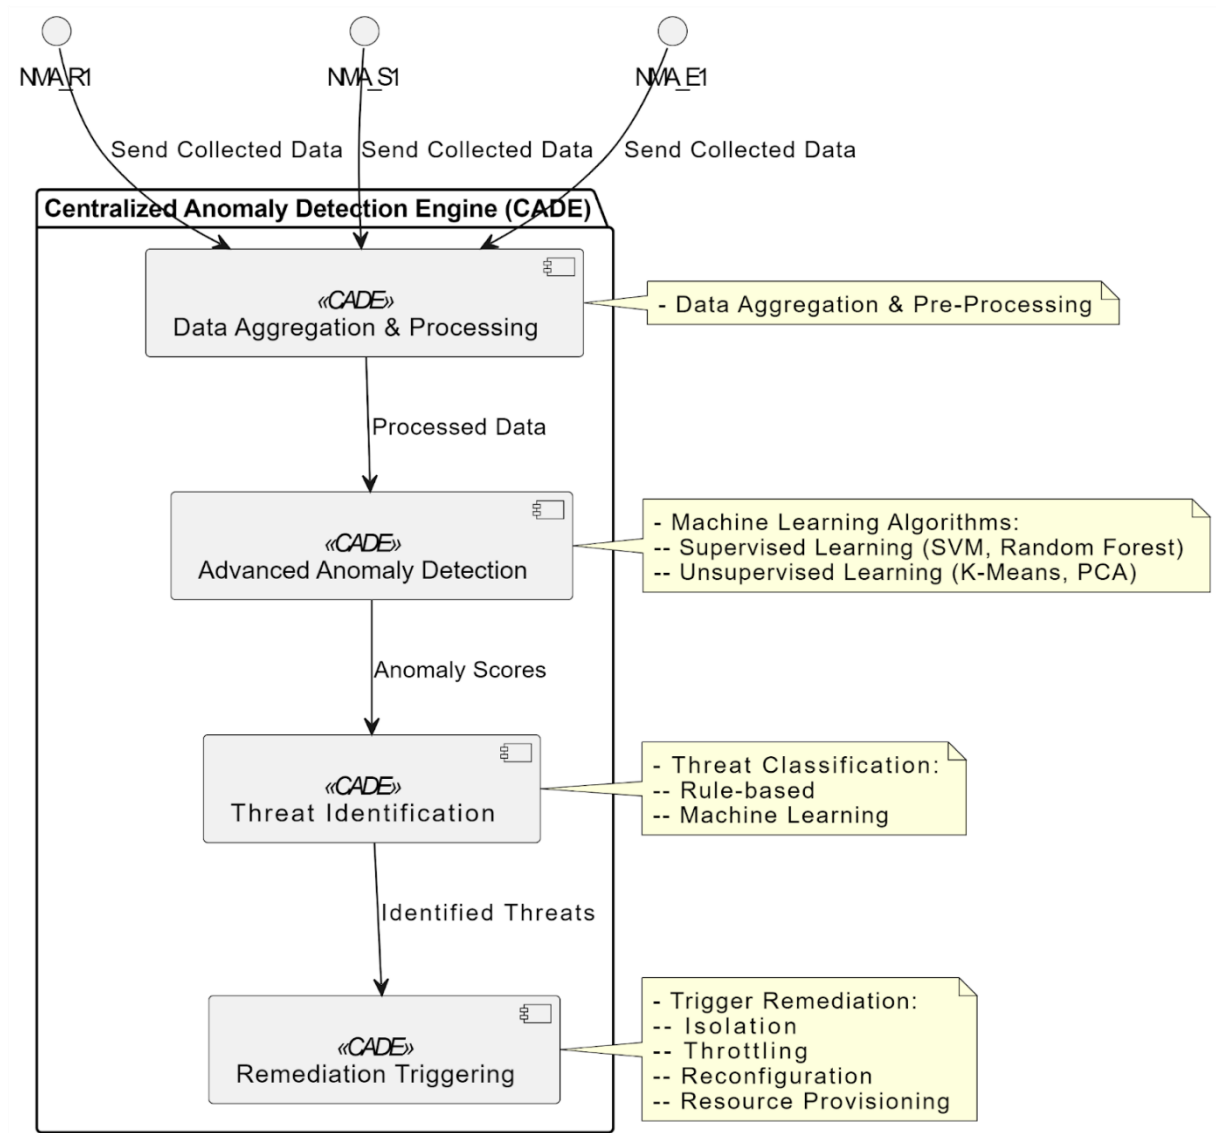 NMA_R1
NMA_S1
NMA_E1
Send Collected Data
Send Collected Data
Send Collected Data
Centralized Anomaly Detection Engine (CADE)
«CADE»
Data Aggregation & Processing
- Data Aggregation & Pre-Processing
Processed Data
«CADE»
Advanced Anomaly Detection
- Machine Learning Algorithms:
-- Supervised Learning (SVM, Random Forest)
-- Unsupervised Learning (K-Means, PCA)
Anomaly Scores
«CADE»
Threat Identification
- Threat Classification:
-- Rule-based
-- Machine Learning
Identified Threats
«CADE»
Remediation Triggering
- Trigger Remediation:
-- Isolation
-- Throttling
-- Reconfiguration
-- Resource Provisioning